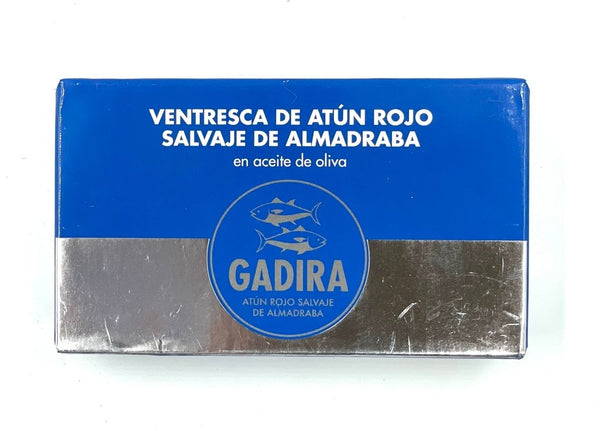 VENTRESCA DE ATÚN ROJO
SALVAJE DE ALMADRABA
en aceite de oliva
GADIRA
ATÚN ROJO SALVAJE
DE ALMADRABA